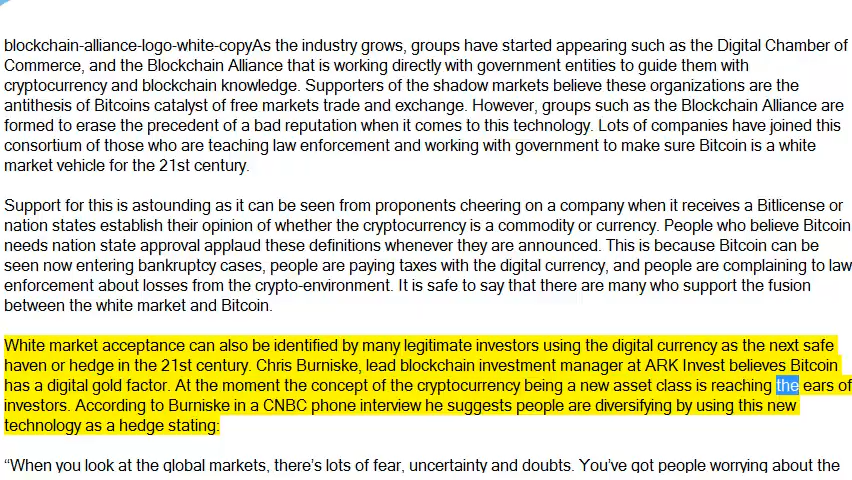 blockchain-alliance-logo-white-copyAs the industry grows, groups have started appearing such as the Digital Chamber of
Commerce, and the Blockchain Alliance that is working directly with government entities to guide them with
cryptocurrency and blockchain knowledge. Supporters of the shadow markets believe these organizations are the
antithesis of Bitcoins catalyst of free markets trade and exchange. However, groups such as the Blockchain Alliance are
formed to erase the precedent of a bad reputation when it comes to this technology. Lots of companies have joined this
consortium of those who are teaching law enforcement and working with government to make sure Bitcoin is a white
market vehicle for the 21st century.
Support for this is astounding as it can be seen from proponents cheering on a company when it receives a Bitlicense or
nation states establish their opinion of whether the cryptocurrency is a commodity or currency. People who believe Bitcoin
needs nation state approval applaud these definitions whenever they are announced. This is because Bitcoin can be
seen now entering bankruptcy cases, people are paying taxes with the digital currency, and people are complaining to law
enforcement about losses from the crypto-environment. It is safe to say that there are many who support the fusion
between the white market and Bitcoin.
White market acceptance can also be identified by many legitimate investors using the digital currency as the next safe
haven or hedge in the 21st century. Chris Burniske, lead blockchain investment manager at ARK Invest believes Bitcoin
has a digital gold factor. At the moment the concept of the cryptocurrency being a new asset class is reaching the ears of
investors. According to Burniske in a CNBC phone interview he suggests people are diversifying by using this new
technology as a hedge stating:
“When you look at the global markets, there’s lots of fear, uncertainty and doubts. You’ve got people worrying about the